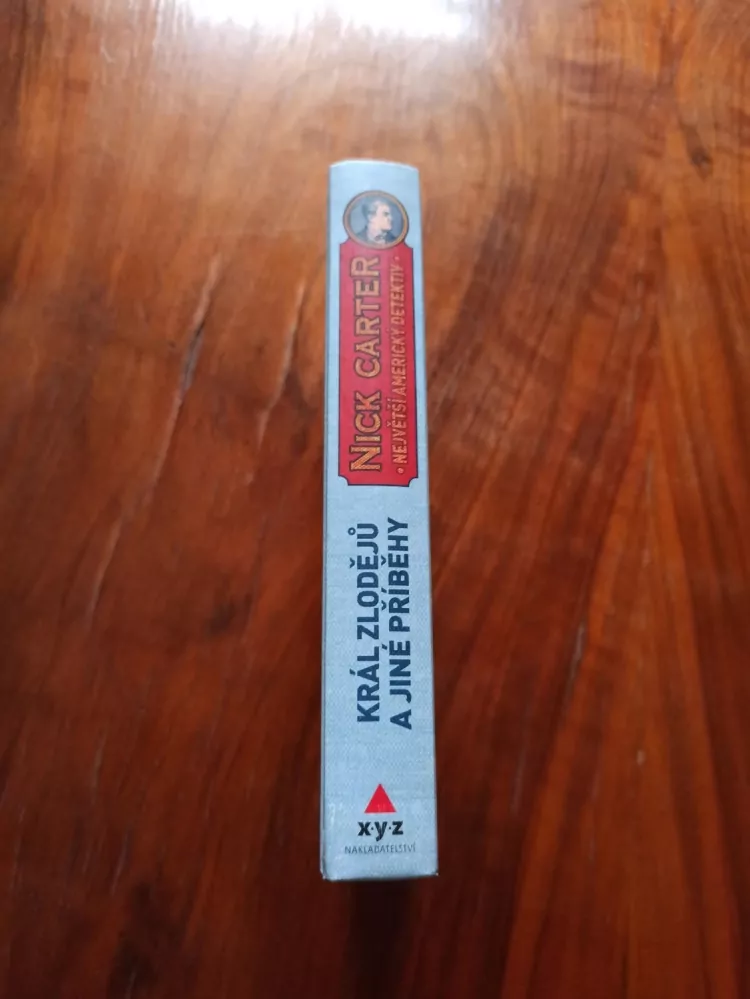 NICK CARTER
• NEJVĚTŠÍ AMERICKÝ DETEKTIV •
KRÁL ZLODĚJŮ
A JINÉ PŘÍBĚHY
x·y·z
NAKLADATELSTVÍ